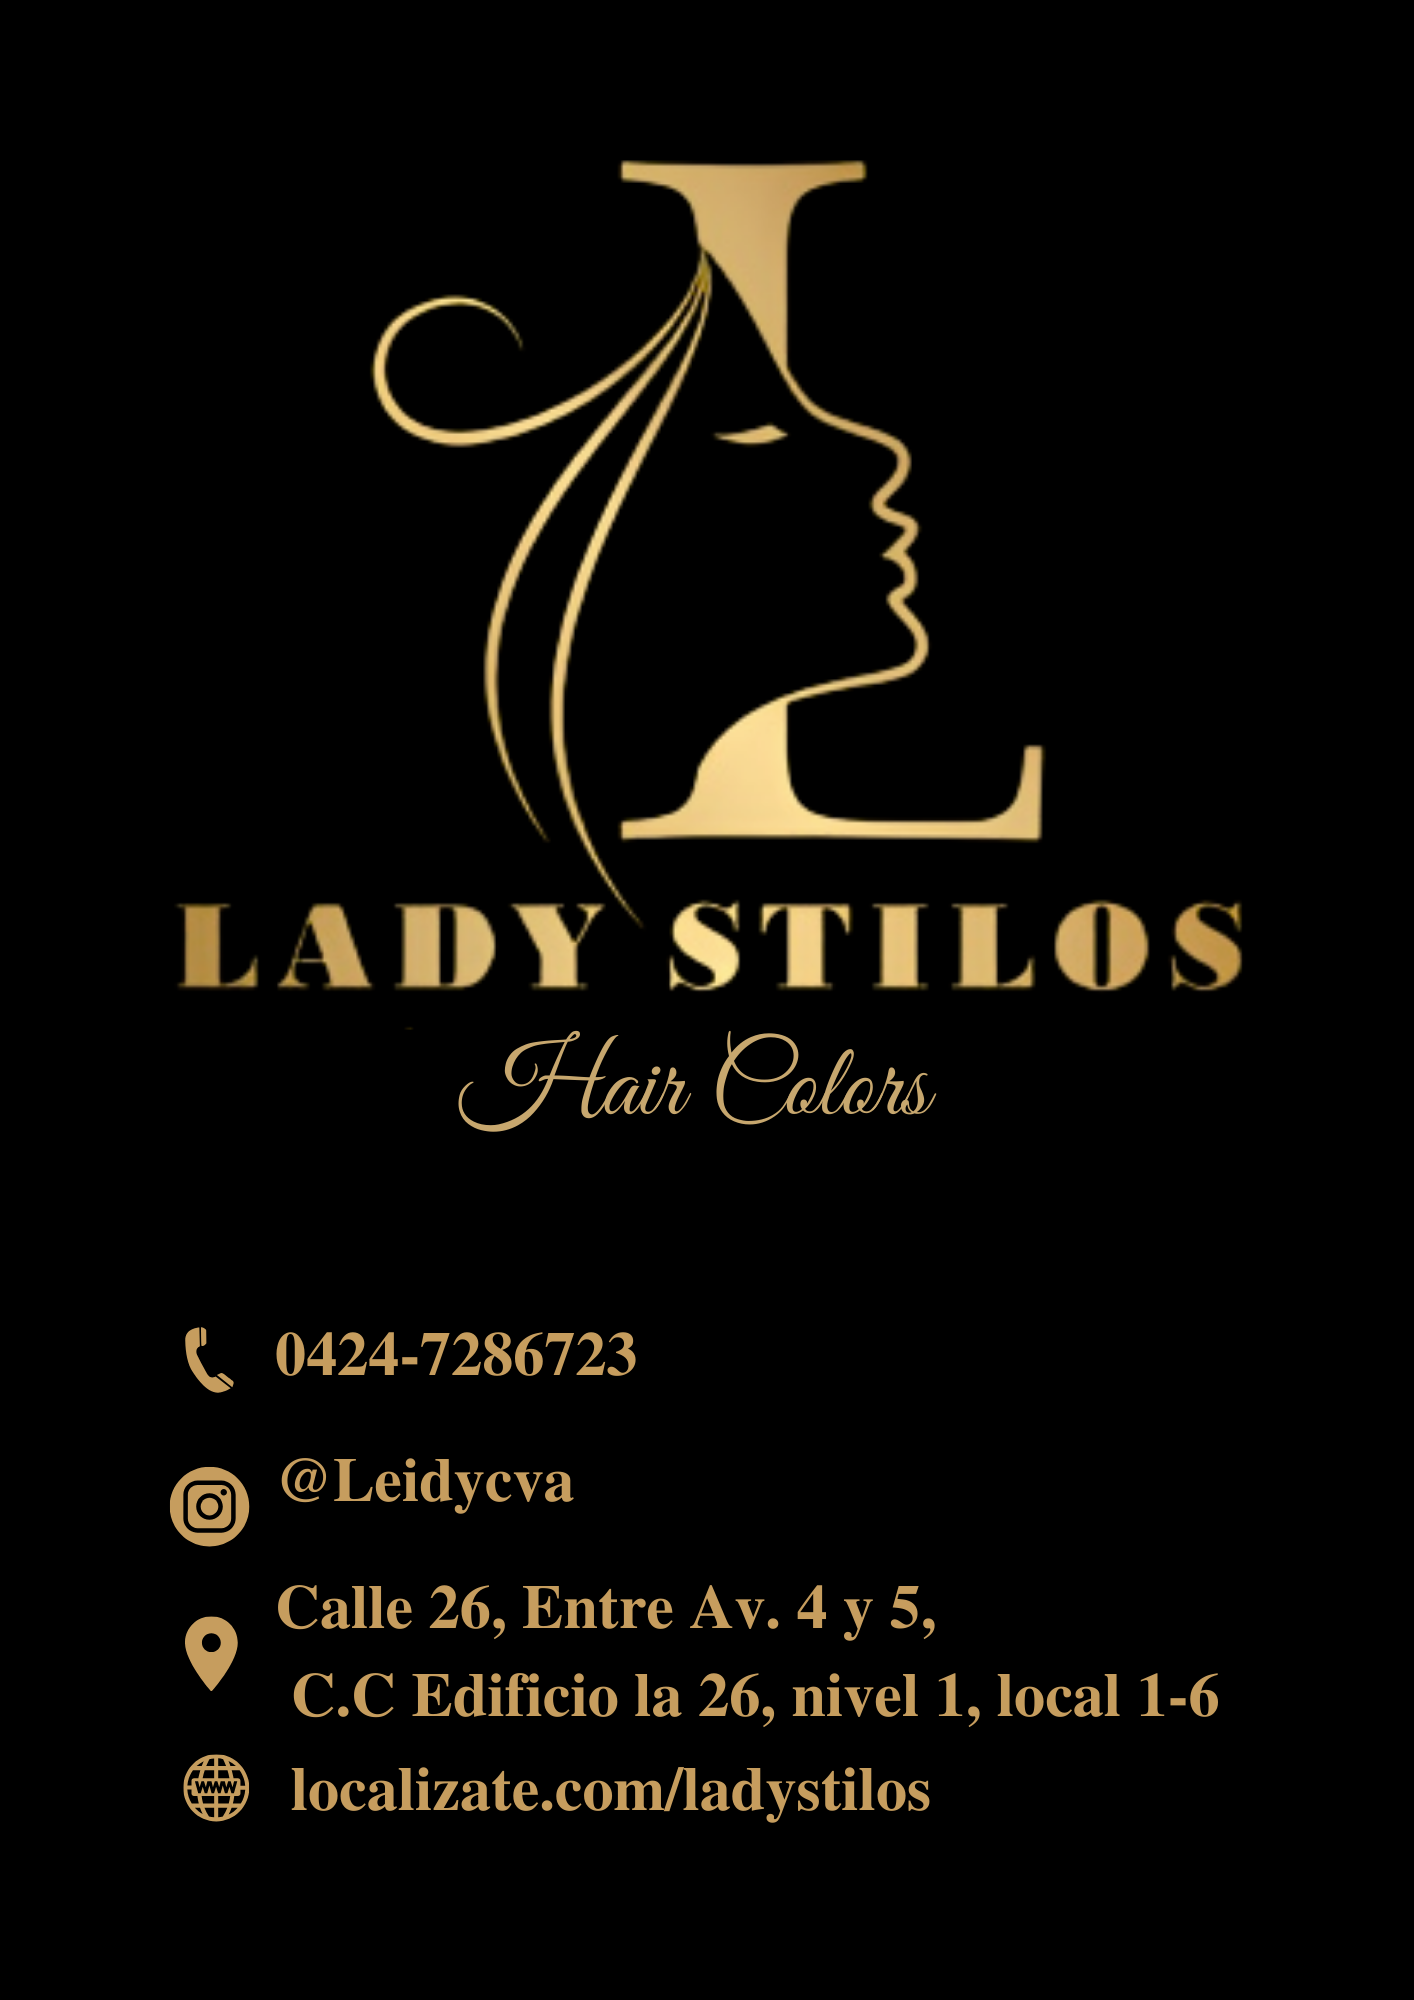 LADY STILOS
Hair Colors
0424-7286723
@Leidycva
Calle 26, Entre Av. 4 y 5,
C.C Edificio la 26, nivel 1, local 1-6
www
localizate.com/ladystilos